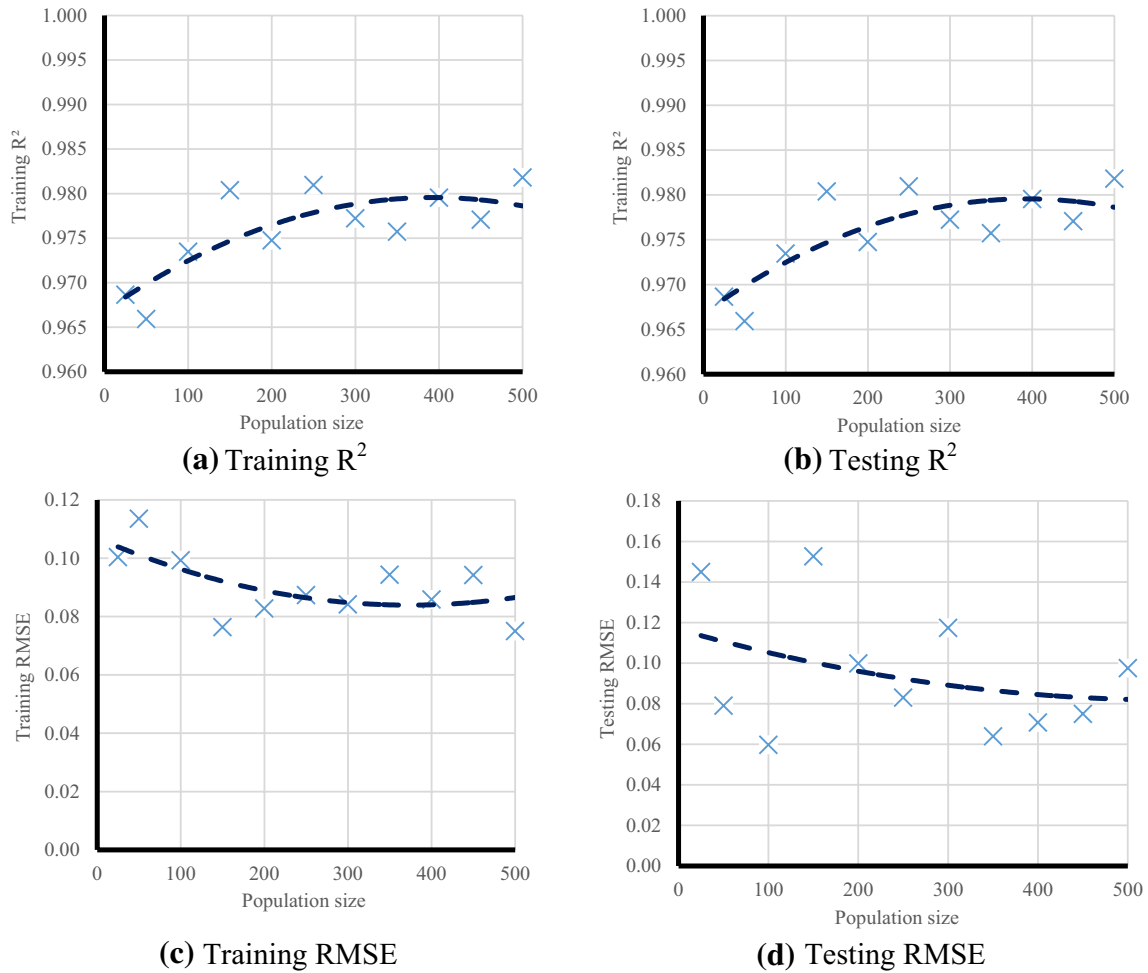 1.000
0.995
0.990
0.985
0.980
0.975
0.970
0.965
0.960
Training R²
0 100 200 300 400 500
Population size
(a) Training R²
1.000
0.995
0.990
0.985
0.980
0.975
0.970
0.965
0.960
Training R²
0 100 200 300 400 500
Population size
(b) Testing R²
0.12
0.10
0.08
0.06
0.04
0.02
0.00
Training RMSE
0 100 200 300 400 500
Population size
(c) Training RMSE
0.18
0.16
0.14
0.12
0.10
0.08
0.06
0.04
0.02
0.00
Testing RMSE
0 100 200 300 400 500
Population size
(d) Testing RMSE